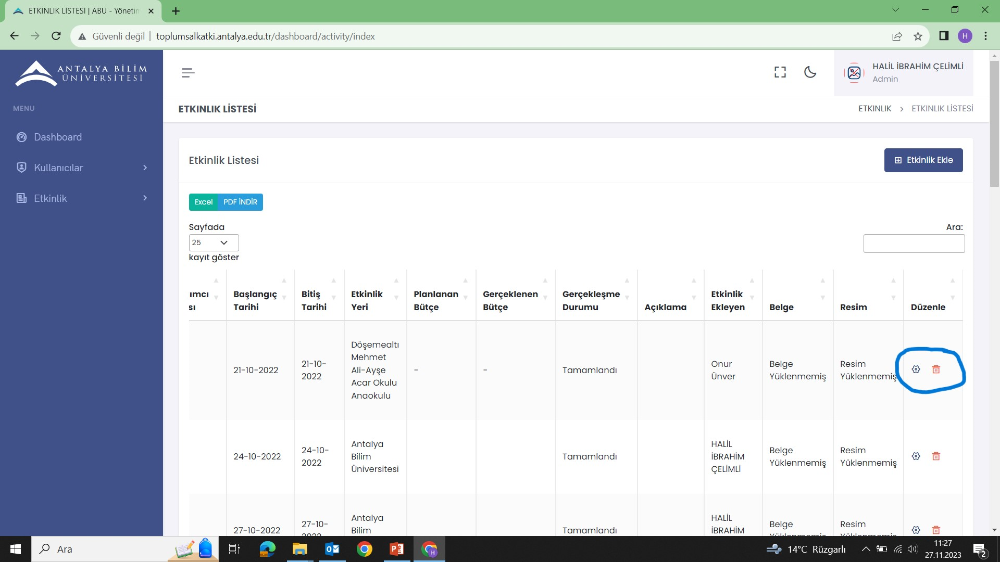 ETKINLIK LİSTESİ | ABU - Yönetim
Güvenli değil
toplumsalkatki.antalya.edu.tr/dashboard/activity/index
H
ANTALYA BİLİM
ÜNİVERSİTESİ
HALİL İBRAHİM ÇELİMLİ
Admin
MENU
Dashboard
Kullanıcılar
Etkinlik
ETKINLIK LİSTESİ
ETKINLIK > ETKINLIK LİSTESİ
Etkinlik Listesi
Etkinlik Ekle
Excel PDF İNDİR
Sayfada
25
kayıt göster
Ara:
ımcı
sı
Başlangıç
Tarihi
Bitiş
Tarihi
Etkinlik
Yeri
Planlanan
Bütçe
Gerçeklenen
Bütçe
Gerçekleşme
Durumu
Açıklama
Etkinlik
Ekleyen
Belge
Resim
Düzenle
21-10-2022
21-10-
2022
Döşemealtı
Mehmet
Ali-Ayşe
Acar Okulu
Anaokulu
-
-
Tamamlandı
Onur
Ünver
Belge
Yüklenmemiş
Resim
Yüklenmemiş
24-10-2022
24-10-
2022
Antalya
Bilim
Üniversitesi
Tamamlandı
HALİL
İBRAHİM
ÇELİMLİ
Belge
Yüklenmemiş
Resim
Yüklenmemiş
27-10-2022
27-10-
2022
Antalya
Bilim
Tamamlandı
HALİL
İBRAHİM
Belge
Yüklenmemiş
Resim
Yüklenmemiş
Ara
14°C Rüzgarlı
11:27
27.11.2023
2